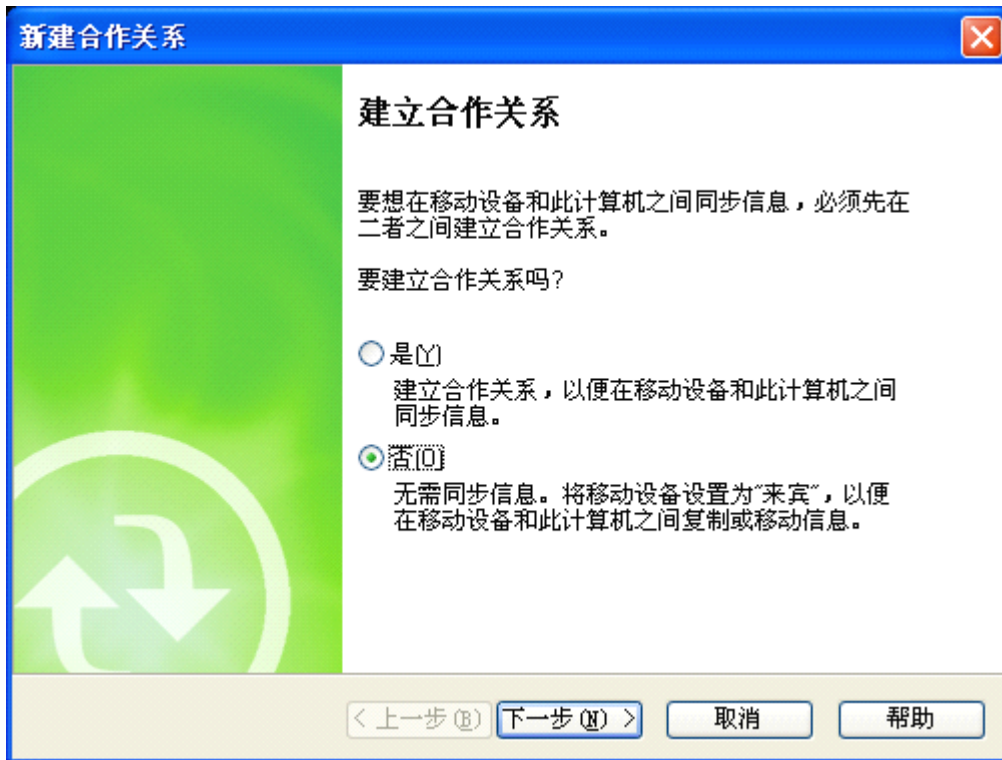 新建合作关系
建立合作关系
要想在移动设备和此计算机之间同步信息，必须先在
二者之间建立合作关系。
要建立合作关系吗?
是(Y)
建立合作关系，以便在移动设备和此计算机之间
同步信息。
否(O)
无需同步信息。将移动设备设置为"来宾"，以便
在移动设备和此计算机之间复制或移动信息。
< 上一步(B) 下一步(N) > 取消 帮助